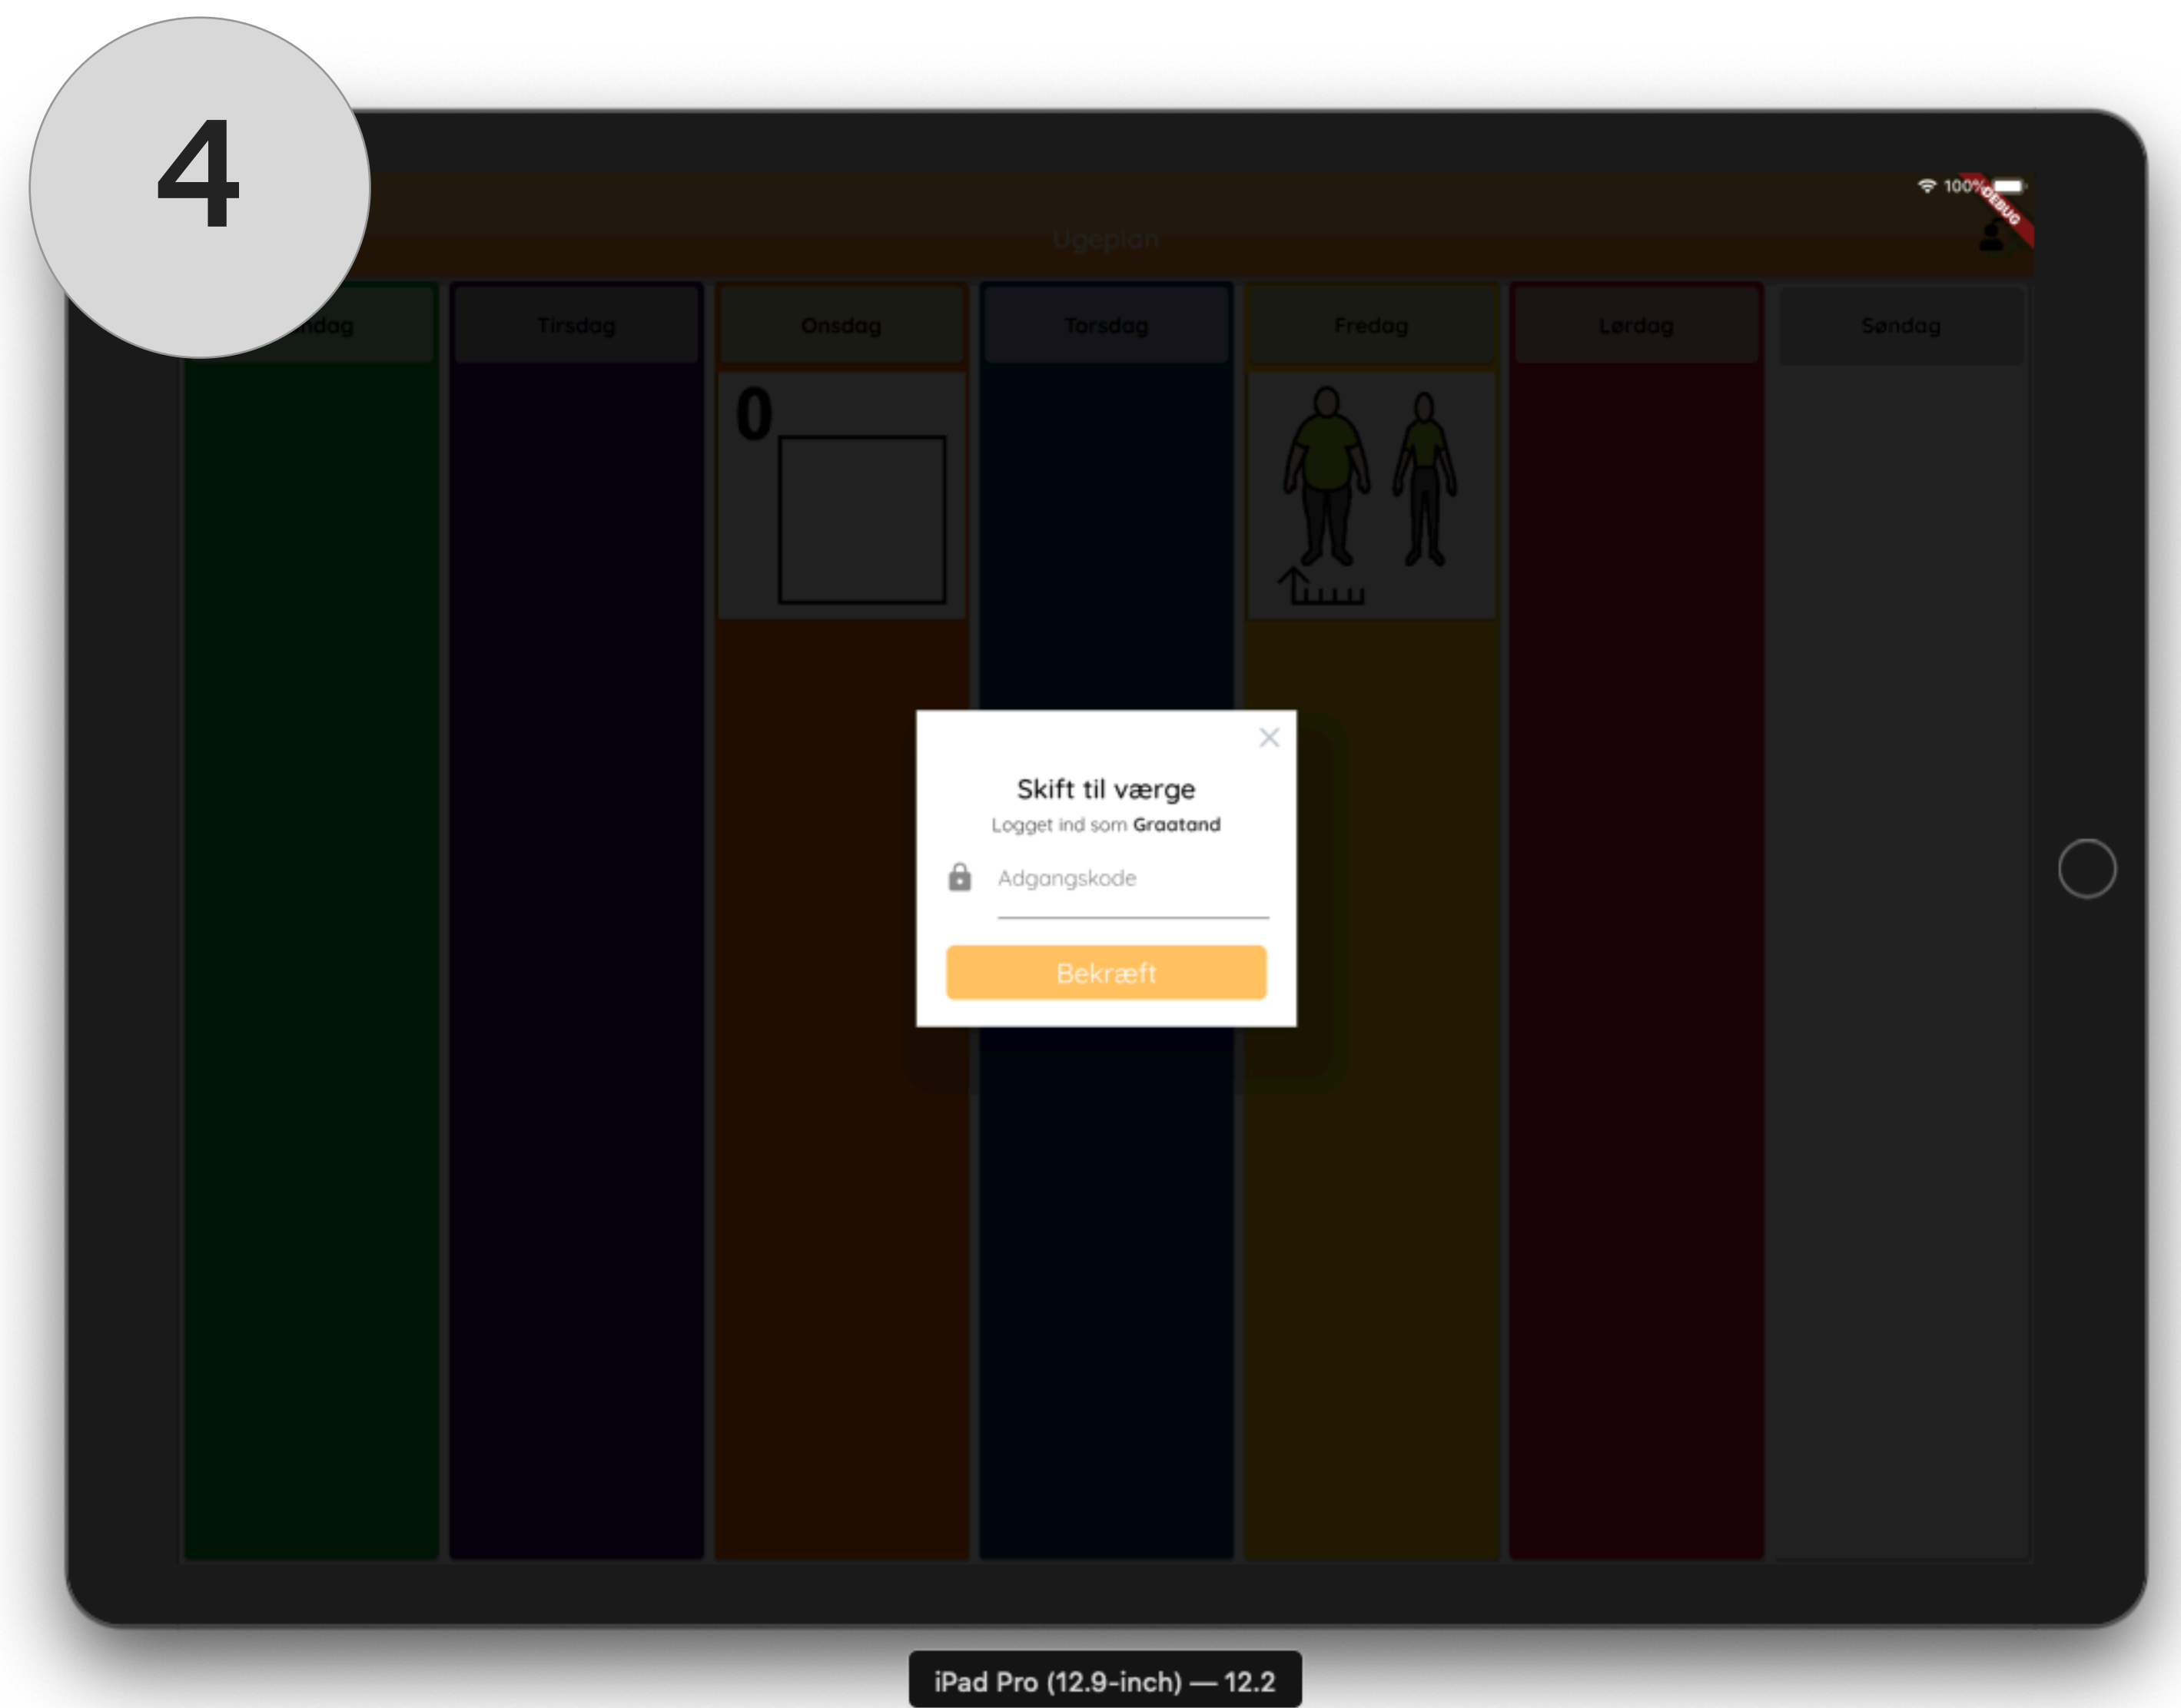 4
100%
DEBUG
Ugeplan
ndag
Tirsdag
Onsdag
Torsdag
Fredag
Lørdag
Søndag
0
Skift til værge
Logget ind som Graatand
Adgangskode
Bekræft
iPad Pro (12.9-inch) — 12.2